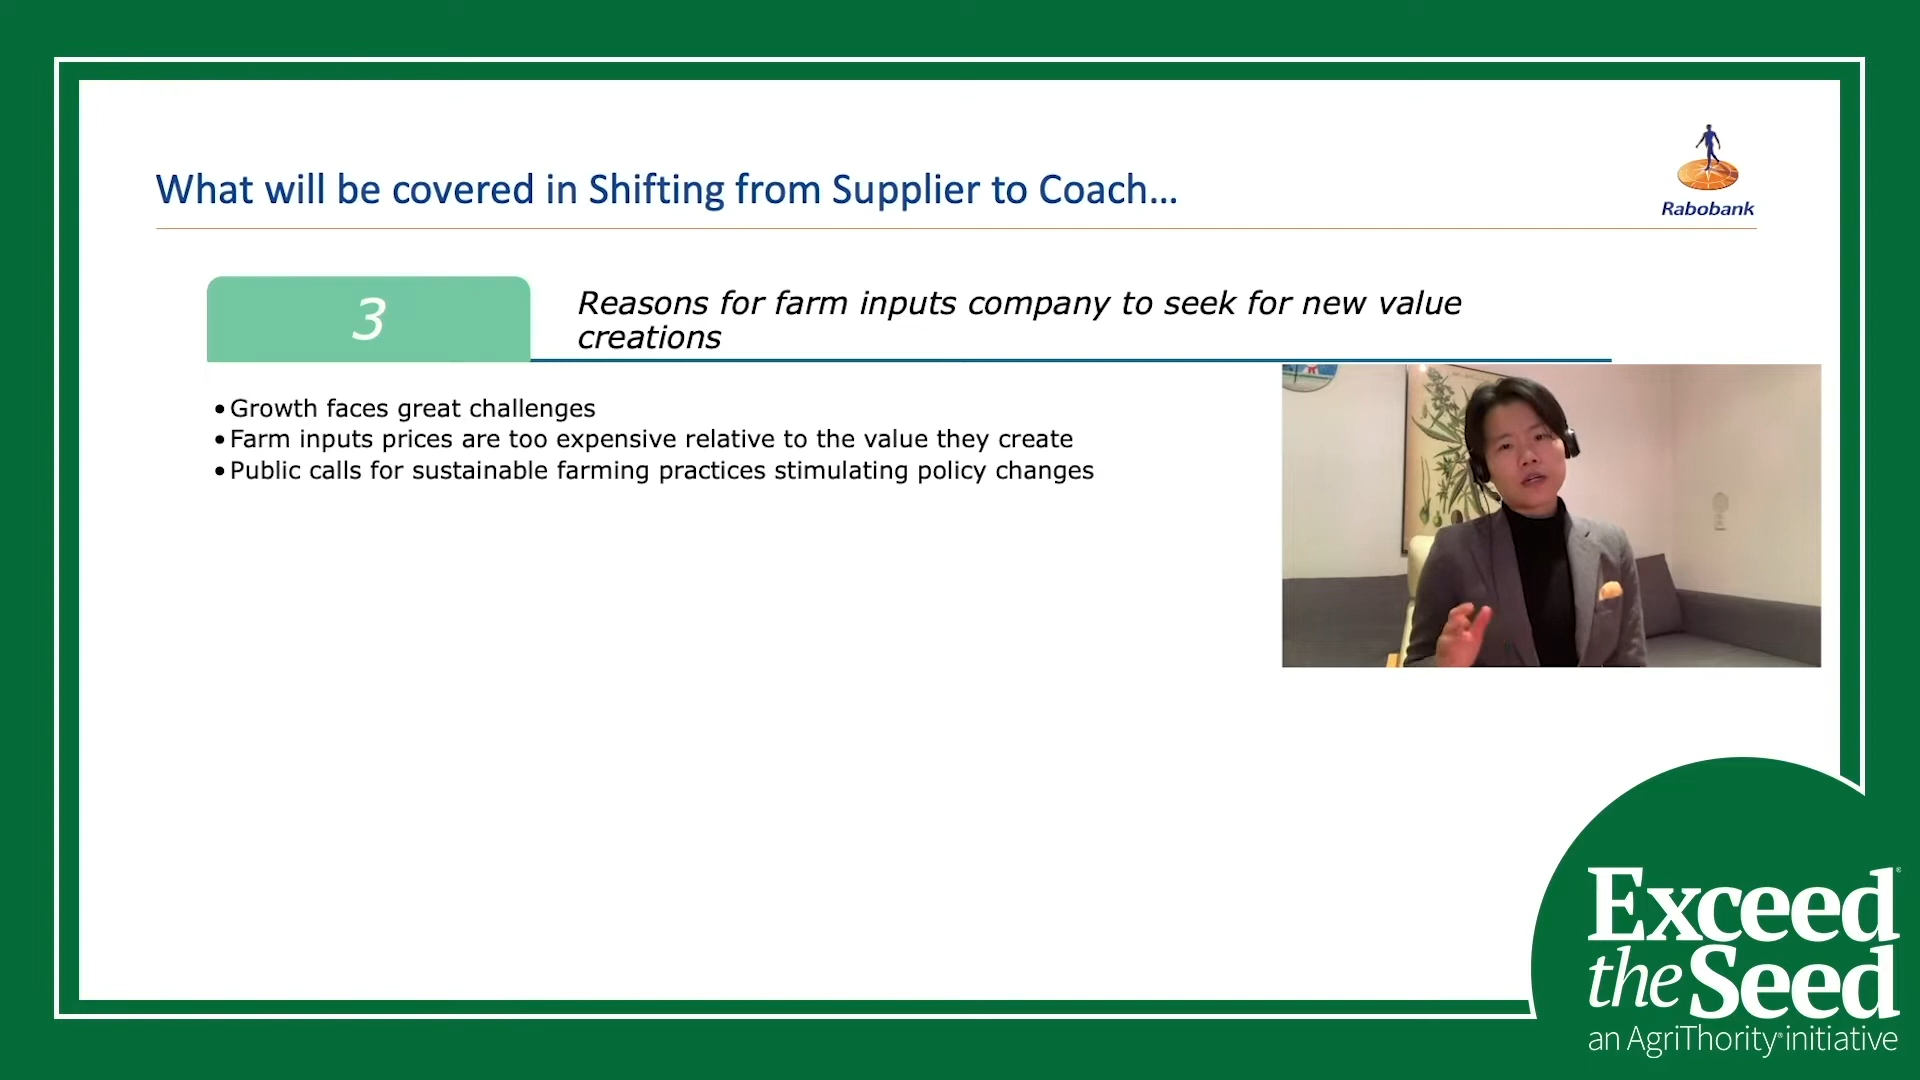 What will be covered in Shifting from Supplier to Coach...
Rabobank
3
Reasons for farm inputs company to seek for new value
creations
•Growth faces great challenges
•Farm inputs prices are too expensive relative to the value they create
•Public calls for sustainable farming practices stimulating policy changes
Exceed®
the Seed
an AgriThority® initiative